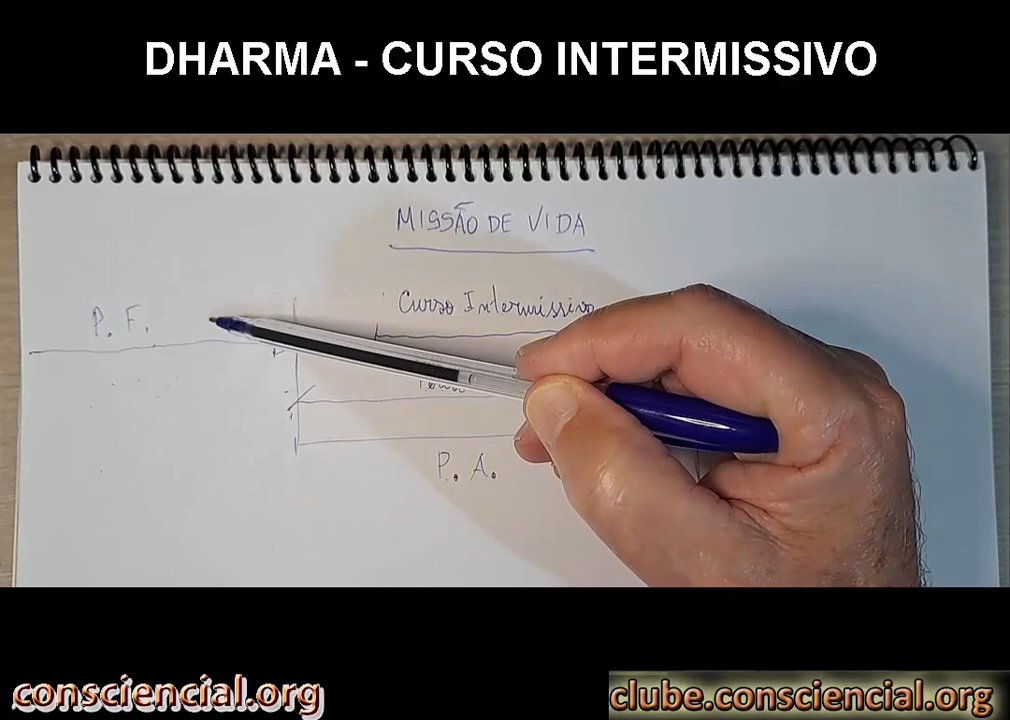 DHARMA - CURSO INTERMISSIVO
MISSÃO DE VIDA
Curso Intermissivo
P. F.
P. A.
consciencial.org
clube.consciencial.org